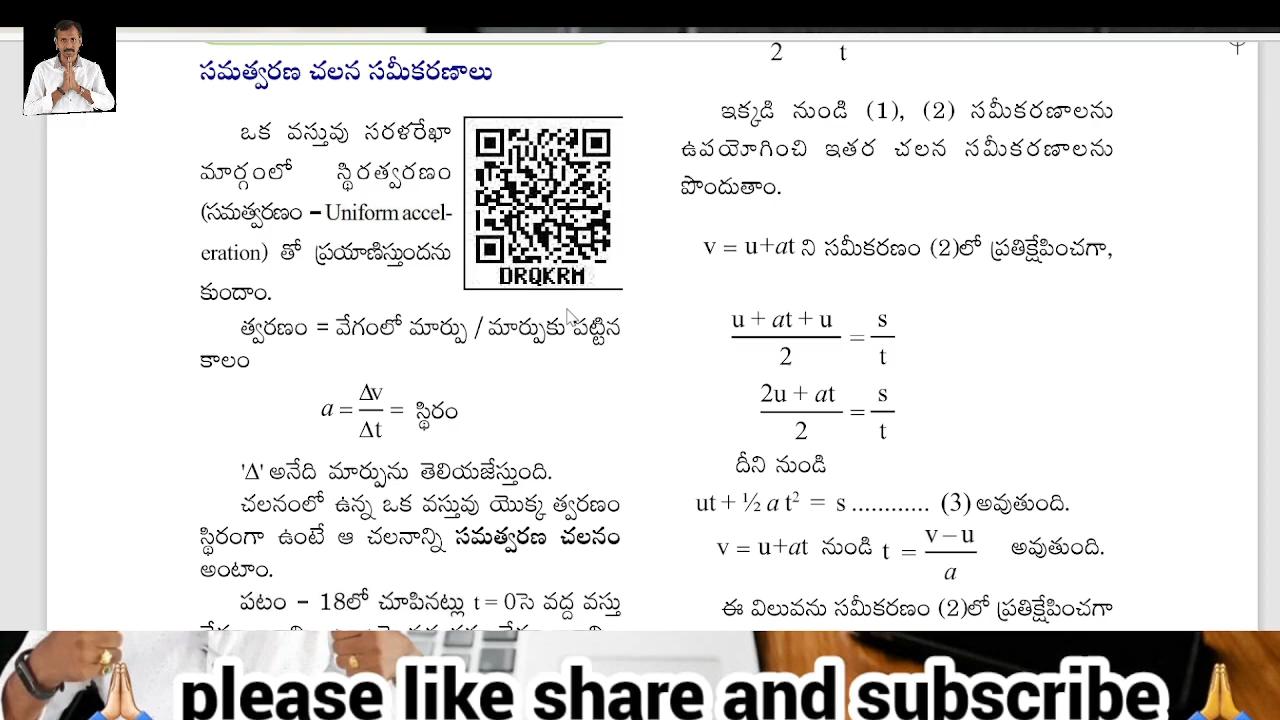 సమత్వరణ చలన సమీకరణాలు
ఒక వస్తువు సరళరేఖా
మార్గంలో స్థిరత్వరణం
(సమత్వరణం – Uniform accel-
eration) తో ప్రయాణిస్తుందను
కుందాం.
DRQKRM
త్వరణం = వేగంలో మార్పు / మార్పుకు పట్టిన
కాలం
a = Δv/Δt = స్థిరం
'Δ' అనేది మార్పును తెలియజేస్తుంది.
చలనంలో ఉన్న ఒక వస్తువు యొక్క త్వరణం
స్థిరంగా ఉంటే ఆ చలనాన్ని సమత్వరణ చలనం
అంటాం.
పటం – 18లో చూపినట్లు t = 0సె వద్ద వస్తు
2 t
ఇక్కడి నుండి (1), (2) సమీకరణాలను
ఉపయోగించి ఇతర చలన సమీకరణాలను
పొందుతాం.
v = u+at ని సమీకరణం (2)లో ప్రతిక్షేపించగా,
u + at + u / 2 = s / t
2u + at / 2 = s / t
దీని నుండి
ut + ½ a t² = s ............ (3) అవుతుంది.
v = u+at నుండి t = v – u / a అవుతుంది.
ఈ విలువను సమీకరణం (2)లో ప్రతిక్షేపించగా
please like share and subscribe